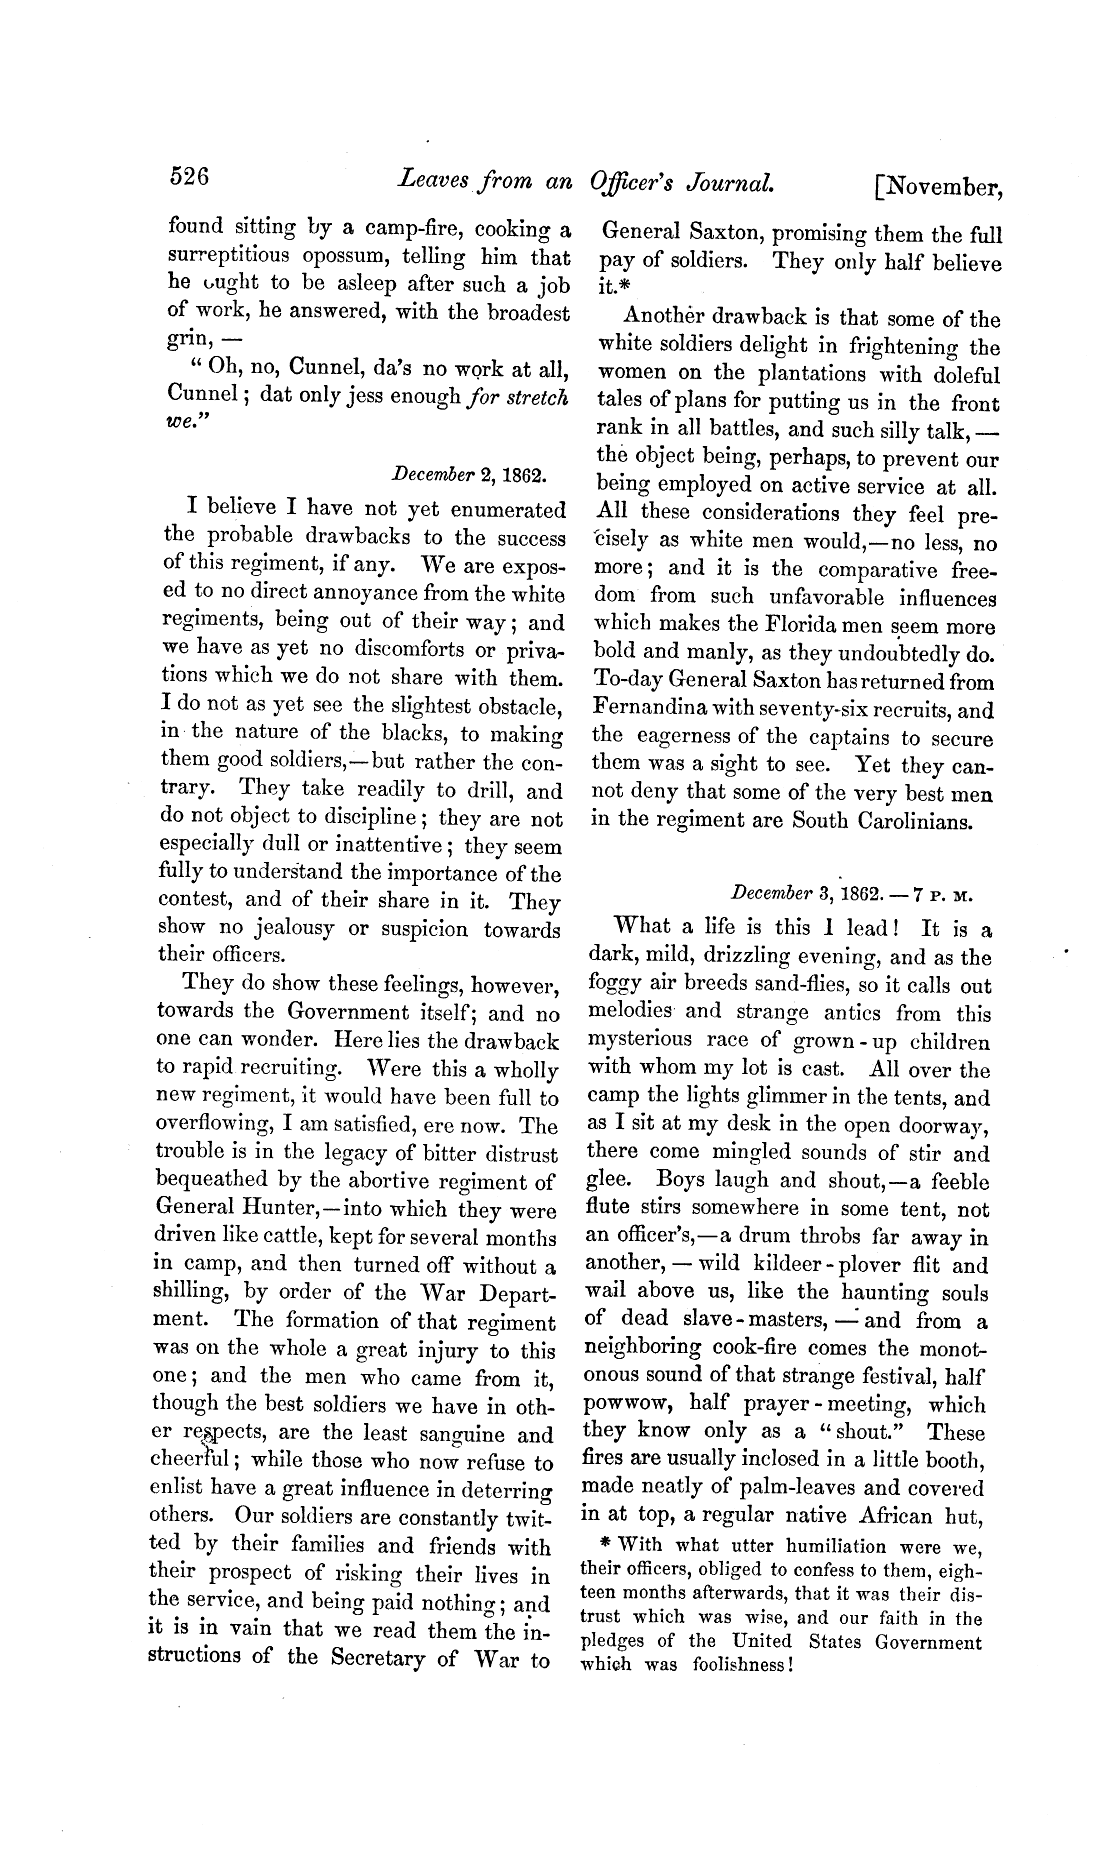 526 Leaves from an Officer's Journal. [November,
found sitting by a camp-fire, cooking a
surreptitious opossum, telling him that
he ought to be asleep after such a job
of work, he answered, with the broadest
grin, —
“ Oh, no, Cunnel, da's no work at all,
Cunnel ; dat only jess enough for stretch
we.”
December 2, 1862.
I believe I have not yet enumerated
the probable drawbacks to the success
of this regiment, if any. We are expos-
ed to no direct annoyance from the white
regiments, being out of their way ; and
we have as yet no discomforts or priva-
tions which we do not share with them.
I do not as yet see the slightest obstacle,
in the nature of the blacks, to making
them good soldiers,—but rather the con-
trary. They take readily to drill, and
do not object to discipline ; they are not
especially dull or inattentive ; they seem
fully to understand the importance of the
contest, and of their share in it. They
show no jealousy or suspicion towards
their officers.
They do show these feelings, however,
towards the Government itself; and no
one can wonder. Here lies the drawback
to rapid recruiting. Were this a wholly
new regiment, it would have been full to
overflowing, I am satisfied, ere now. The
trouble is in the legacy of bitter distrust
bequeathed by the abortive regiment of
General Hunter,—into which they were
driven like cattle, kept for several months
in camp, and then turned off without a
shilling, by order of the War Depart-
ment. The formation of that regiment
was on the whole a great injury to this
one ; and the men who came from it,
though the best soldiers we have in oth-
er respects, are the least sanguine and
cheerful ; while those who now refuse to
enlist have a great influence in deterring
others. Our soldiers are constantly twit-
ted by their families and friends with
their prospect of risking their lives in
the service, and being paid nothing ; and
it is in vain that we read them the in-
structions of the Secretary of War to
General Saxton, promising them the full
pay of soldiers. They only half believe
it.*
Another drawback is that some of the
white soldiers delight in frightening the
women on the plantations with doleful
tales of plans for putting us in the front
rank in all battles, and such silly talk, —
the object being, perhaps, to prevent our
being employed on active service at all.
All these considerations they feel pre-
cisely as white men would,—no less, no
more ; and it is the comparative free-
dom from such unfavorable influences
which makes the Florida men seem more
bold and manly, as they undoubtedly do.
To-day General Saxton has returned from
Fernandina with seventy-six recruits, and
the eagerness of the captains to secure
them was a sight to see. Yet they can-
not deny that some of the very best men
in the regiment are South Carolinians.
December 3, 1862. — 7 P. M.
What a life is this I lead ! It is a
dark, mild, drizzling evening, and as the
foggy air breeds sand-flies, so it calls out
melodies and strange antics from this
mysterious race of grown - up children
with whom my lot is cast. All over the
camp the lights glimmer in the tents, and
as I sit at my desk in the open doorway,
there come mingled sounds of stir and
glee. Boys laugh and shout,—a feeble
flute stirs somewhere in some tent, not
an officer's,—a drum throbs far away in
another, — wild kildeer - plover flit and
wail above us, like the haunting souls
of dead slave - masters, — and from a
neighboring cook-fire comes the monot-
onous sound of that strange festival, half
powwow, half prayer - meeting, which
they know only as a “ shout.” These
fires are usually inclosed in a little booth,
made neatly of palm-leaves and covered
in at top, a regular native African hut,
* With what utter humiliation were we,
their officers, obliged to confess to them, eigh-
teen months afterwards, that it was their dis-
trust which was wise, and our faith in the
pledges of the United States Government
which was foolishness !